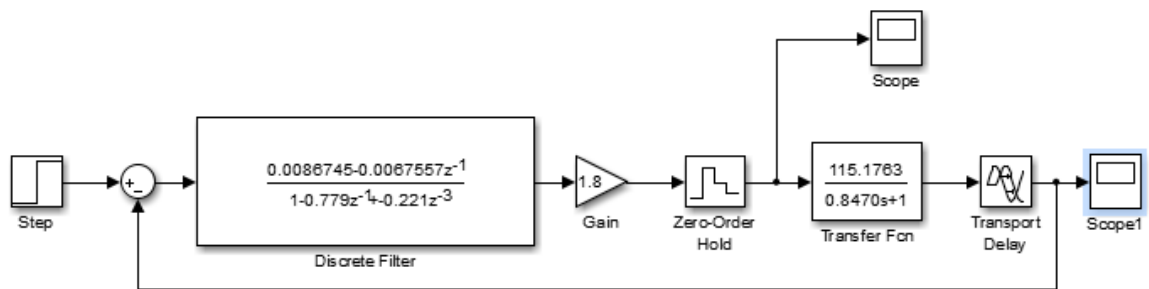 Scope
0.0086745-0.0067557z-1
1-0.779z-1+-0.221z-3
Step
+
-
Discrete Filter
1.8
Gain
Zero-Order
Hold
115.1763
0.8470s+1
Transfer Fcn
Transport
Delay
Scope1